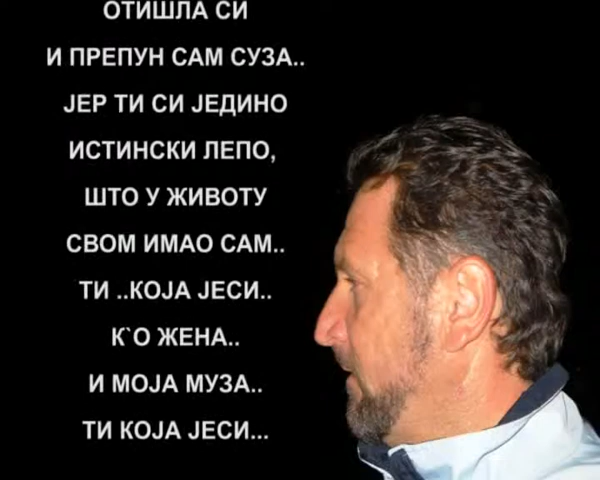 ОТИШЛА СИ
И ПРЕПУН САМ СУЗА..
ЈЕР ТИ СИ ЈЕДИНО
ИСТИНСКИ ЛЕПО,
ШТО У ЖИВОТУ
СВОМ ИМАО САМ..
ТИ ..КОЈА ЈЕСИ..
К`О ЖЕНА..
И МОЈА МУЗА..
ТИ КОЈА ЈЕСИ...